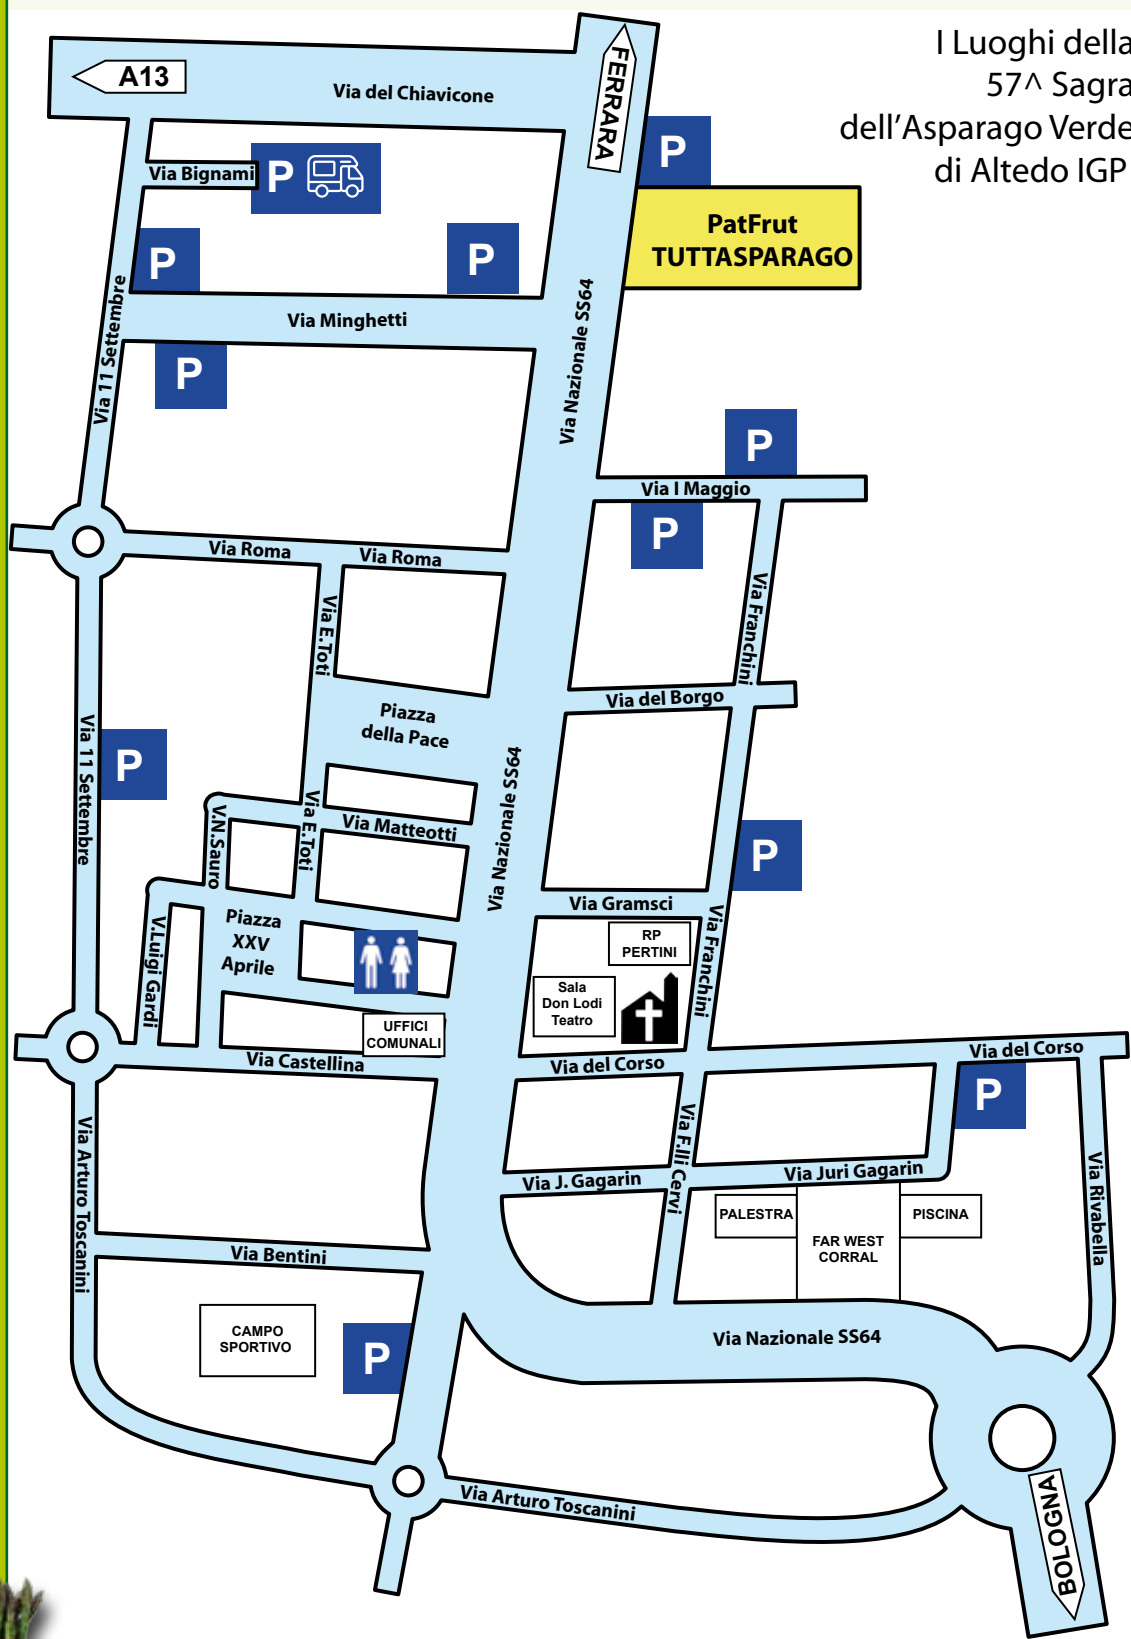 I Luoghi della
57^ Sagra
dell'Asparago Verde
di Altedo IGP
A13
Via del Chiavicone
FERRARA
P
Via Bignami
P
PatFrut
TUTTASPARAGO
P
P
Via 11 Settembre
Via Minghetti
Via Nazionale SS64
P
P
Via I Maggio
P
Via Roma
Via Roma
Via E.Toti
Via Franchini
Via del Borgo
Piazza
della Pace
Via 11 Settembre
P
Via Nazionale SS64
V.N.Sauro
Via E.Toti
Via Matteotti
P
Via Gramsci
Via Franchini
Piazza
XXV
Aprile
V.Luigi Gardi
RP
PERTINI
Sala
Don Lodi
Teatro
UFFICI
COMUNALI
Via Castellina
Via del Corso
Via del Corso
P
Via Arturo Toscanini
Via F.lli Cervi
Via J. Gagarin
Via Juri Gagarin
Via Rivabella
PALESTRA
FAR WEST
CORRAL
PISCINA
Via Bentini
CAMPO
SPORTIVO
P
Via Nazionale SS64
Via Arturo Toscanini
BOLOGNA